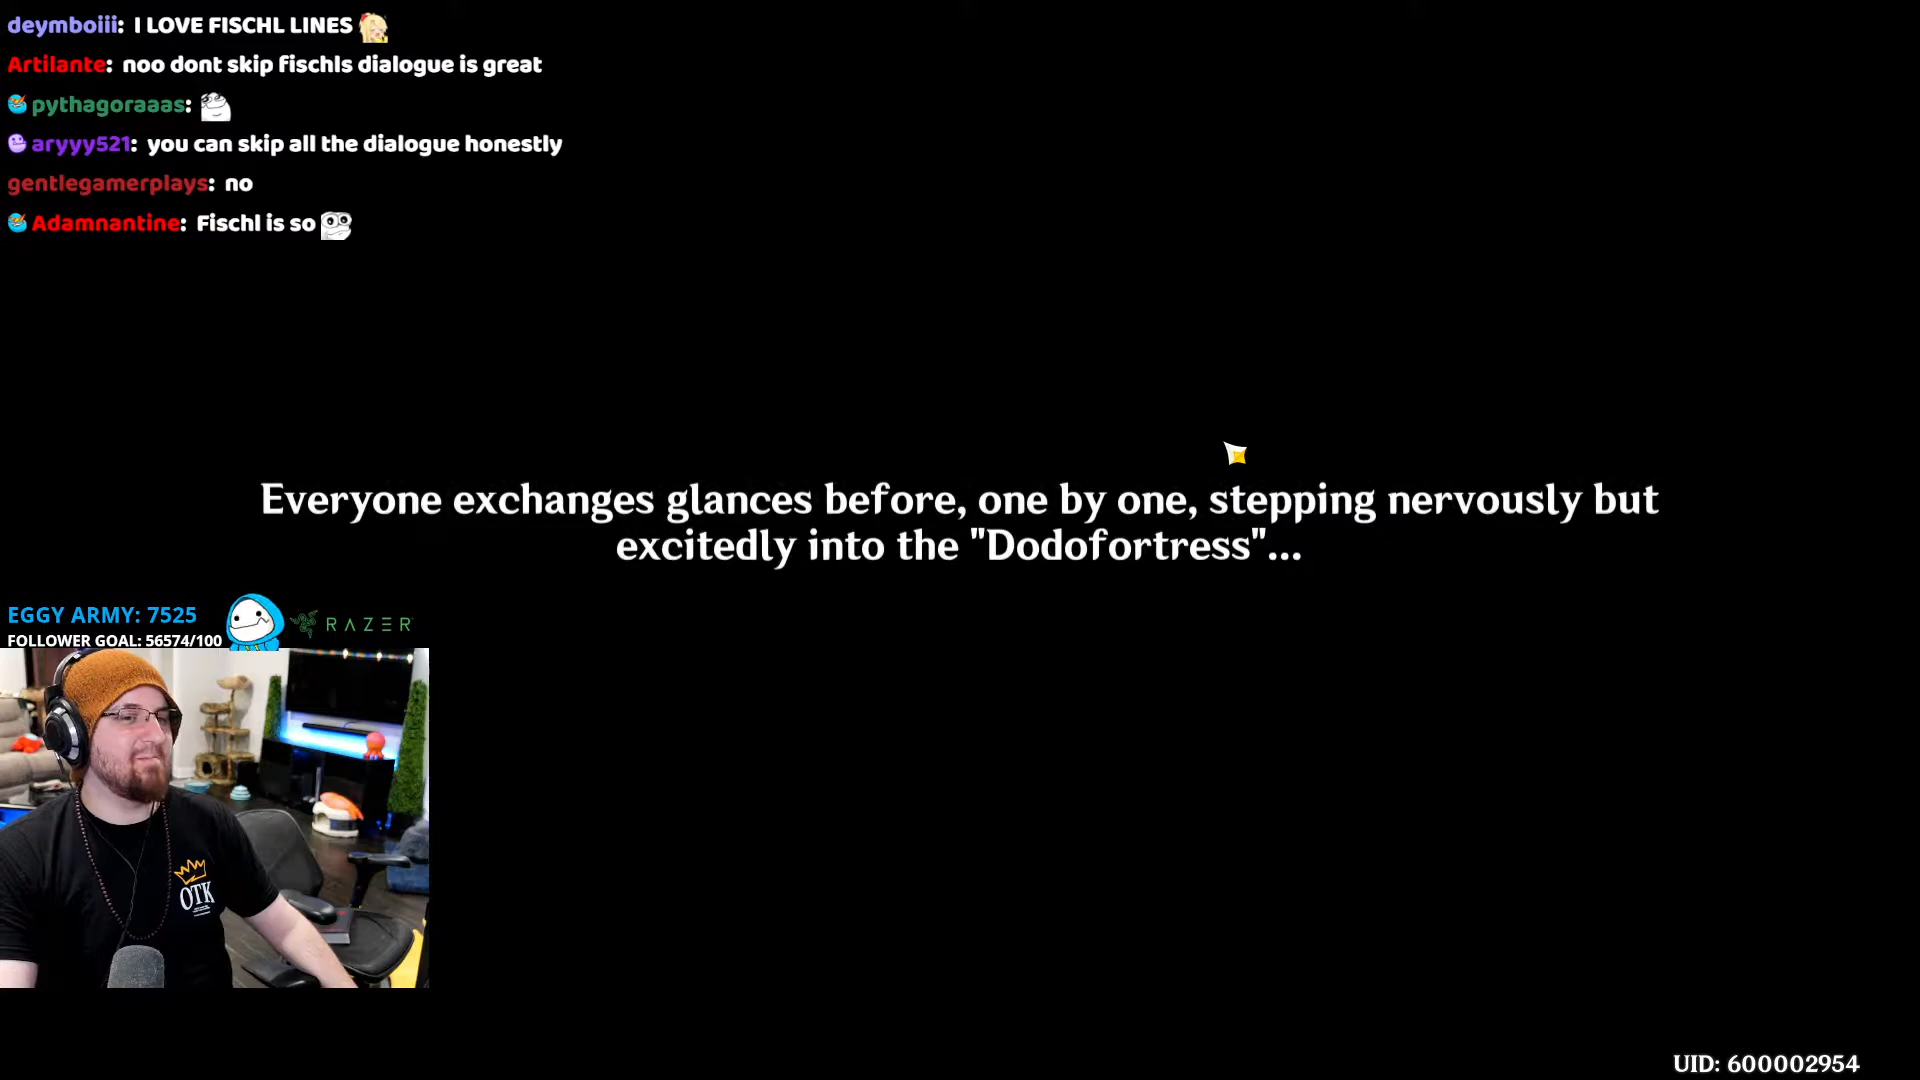 deymboiii: I LOVE FISCHL LINES
Artilante: noo dont skip fischls dialogue is great
pythagoraaas:
aryyy521: you can skip all the dialogue honestly
gentlegamerplays: no
Adamnantine: Fischl is so
Everyone exchanges glances before, one by one, stepping nervously but
excitedly into the "Dodofortress"...
EGGY ARMY: 7525
FOLLOWER GOAL: 56574/100
RAZER
OTK
UID: 600002954